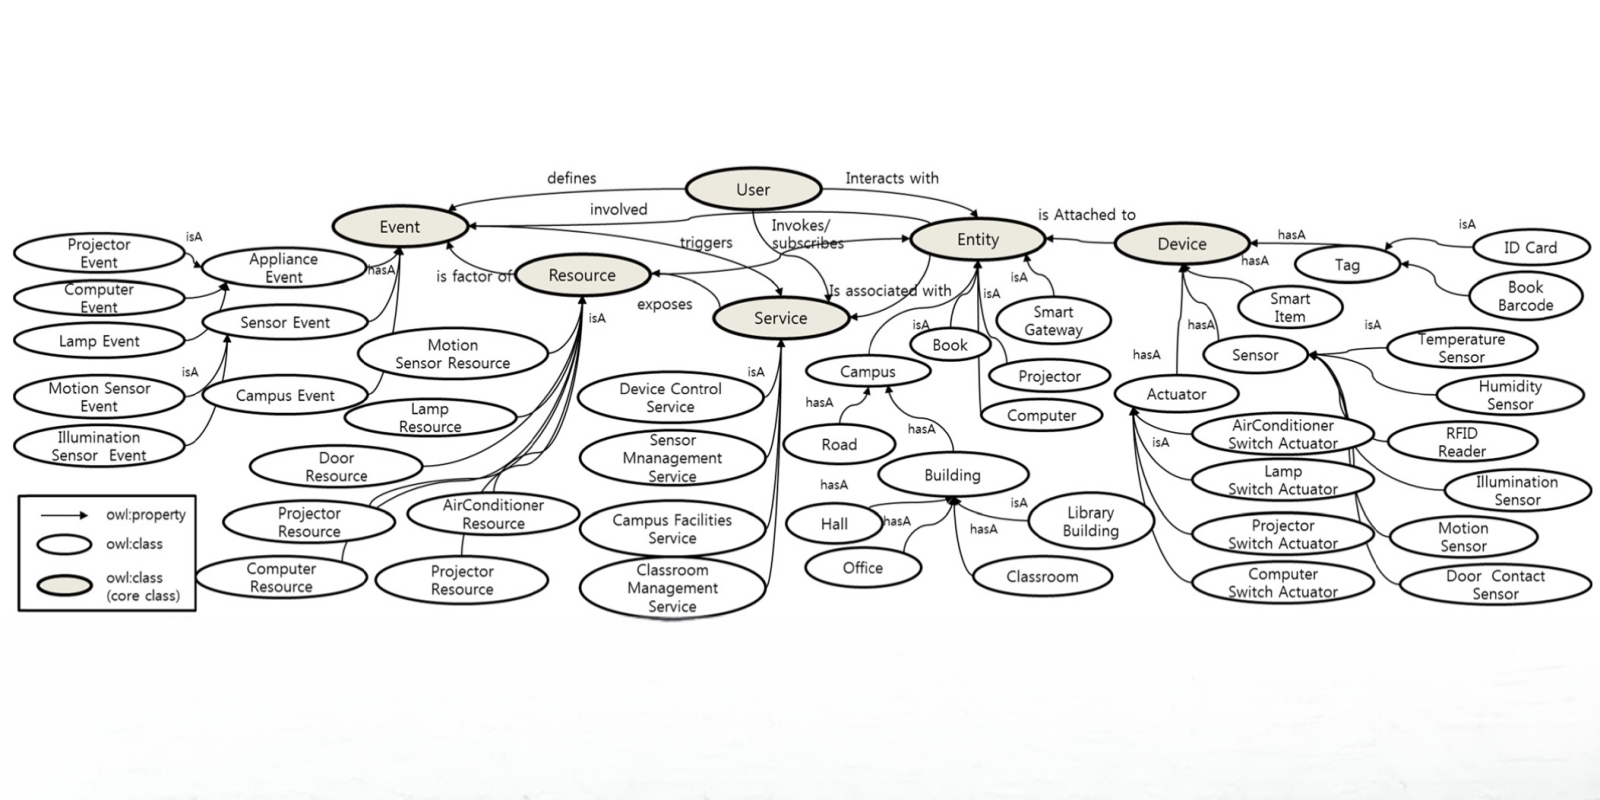 User
defines
Interacts with
involved
Invokes/
subscribes
triggers
is Attached to
Event
Entity
Device
Resource
Service
is factor of
exposes
Is associated with
isA
Projector
Event
Computer
Event
Lamp Event
Motion Sensor
Event
isA
Illumination
Sensor  Event
Appliance
Event
hasA
Sensor Event
Campus Event
isA
Motion
Sensor Resource
Lamp
Resource
Door
Resource
Projector
Resource
AirConditioner
Resource
Computer
Resource
Projector
Resource
isA
Device Control
Service
Sensor
Mnanagement
Service
Campus Facilities
Service
Classroom
Management
Service
isA
isA
isA
Book
Smart
Gateway
Projector
Computer
Campus
hasA
hasA
Road
Building
hasA
Hall
hasA
Office
hasA
Classroom
isA
Library
Building
hasA
hasA
Tag
isA
ID Card
Book
Barcode
Smart
Item
hasA
Sensor
isA
Temperature
Sensor
Humidity
Sensor
RFID
Reader
Illumination
Sensor
Motion
Sensor
Door  Contact
Sensor
hasA
Actuator
isA
AirConditioner
Switch Actuator
Lamp
Switch Actuator
Projector
Switch Actuator
Computer
Switch Actuator
owl:property
owl:class
owl:class
(core class)